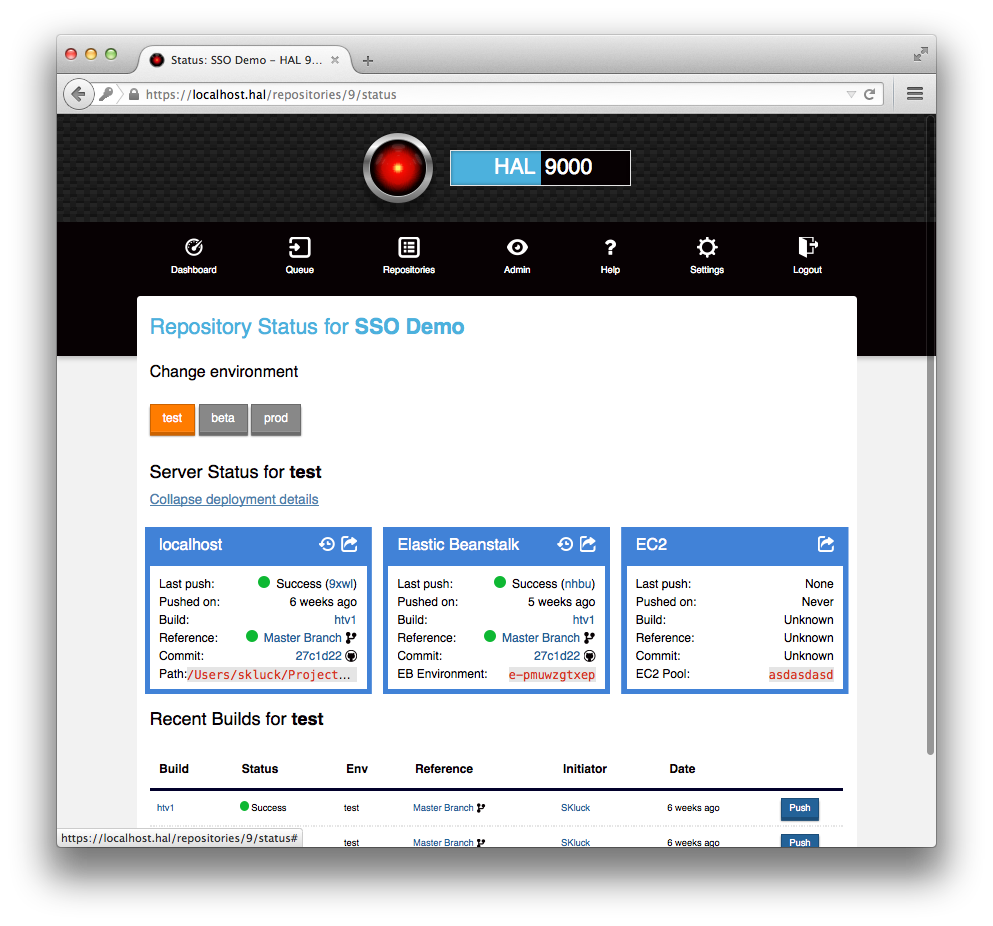 Status: SSO Demo – HAL 9...
https://localhost.hal/repositories/9/status
HAL 9000
Dashboard Queue Repositories Admin Help Settings Logout
Repository Status for SSO Demo
Change environment
test beta prod
Server Status for test
Collapse deployment details
localhost
Last push: Success (9xwl)
Pushed on: 6 weeks ago
Build: htv1
Reference: Master Branch
Commit: 27c1d22
Path: /Users/skluck/Project...
Elastic Beanstalk
Last push: Success (nhbu)
Pushed on: 5 weeks ago
Build: htv1
Reference: Master Branch
Commit: 27c1d22
EB Environment: e-pmuwzgtxep
EC2
Last push: None
Pushed on: Never
Build: Unknown
Reference: Unknown
Commit: Unknown
EC2 Pool: asdasdasd
Recent Builds for test
Build Status Env Reference Initiator Date
htv1 Success test Master Branch SKluck 6 weeks ago Push
test Master Branch SKluck 6 weeks ago Push
https://localhost.hal/repositories/9/status#